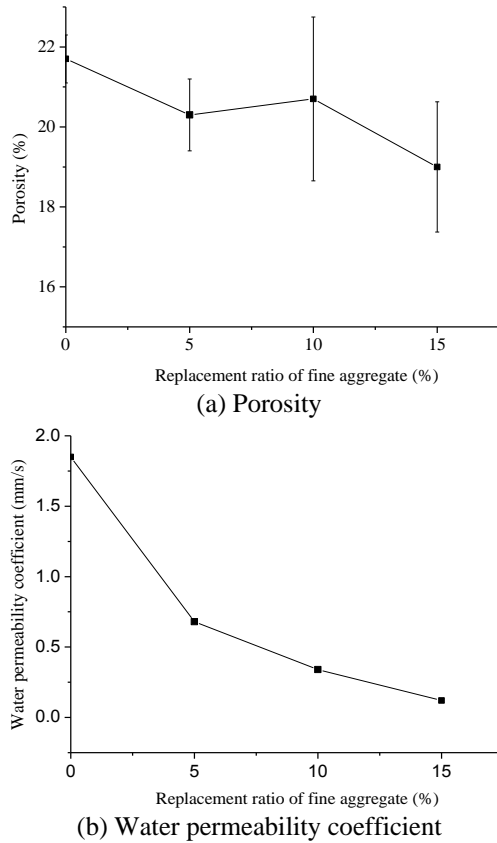 22
20
18
16
Porosity (%)
0
5
10
15
Replacement ratio of fine aggregate (%)
(a) Porosity
2.0
1.5
1.0
0.5
0.0
Water permeability coefficient (mm/s)
0
5
10
15
Replacement ratio of fine aggregate (%)
(b) Water permeability coefficient